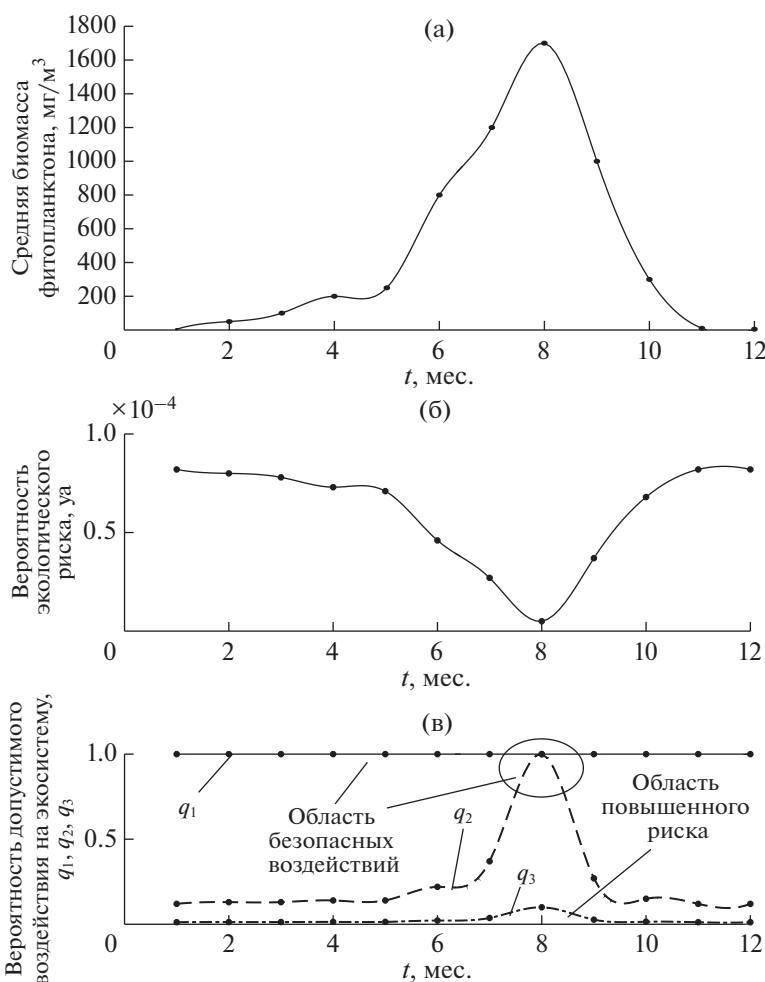 (а)
Средняя биомасса
фитопланктона, мг/м³
1800
1600
1400
1200
1000
800
600
400
200
0
2
4
6
8
10
12
t, мес.
(б)
×10⁻⁴
Вероятность
экологического
риска, уа
1.0
0.5
0
2
4
6
8
10
12
t, мес.
(в)
Вероятность допустимого
воздействия на экосистему,
q₁, q₂, q₃
1.0
0.5
0
q₁
Область
безопасных
воздействий
q₂
q₃
Область
повышенного
риска
2
4
6
8
10
12
t, мес.